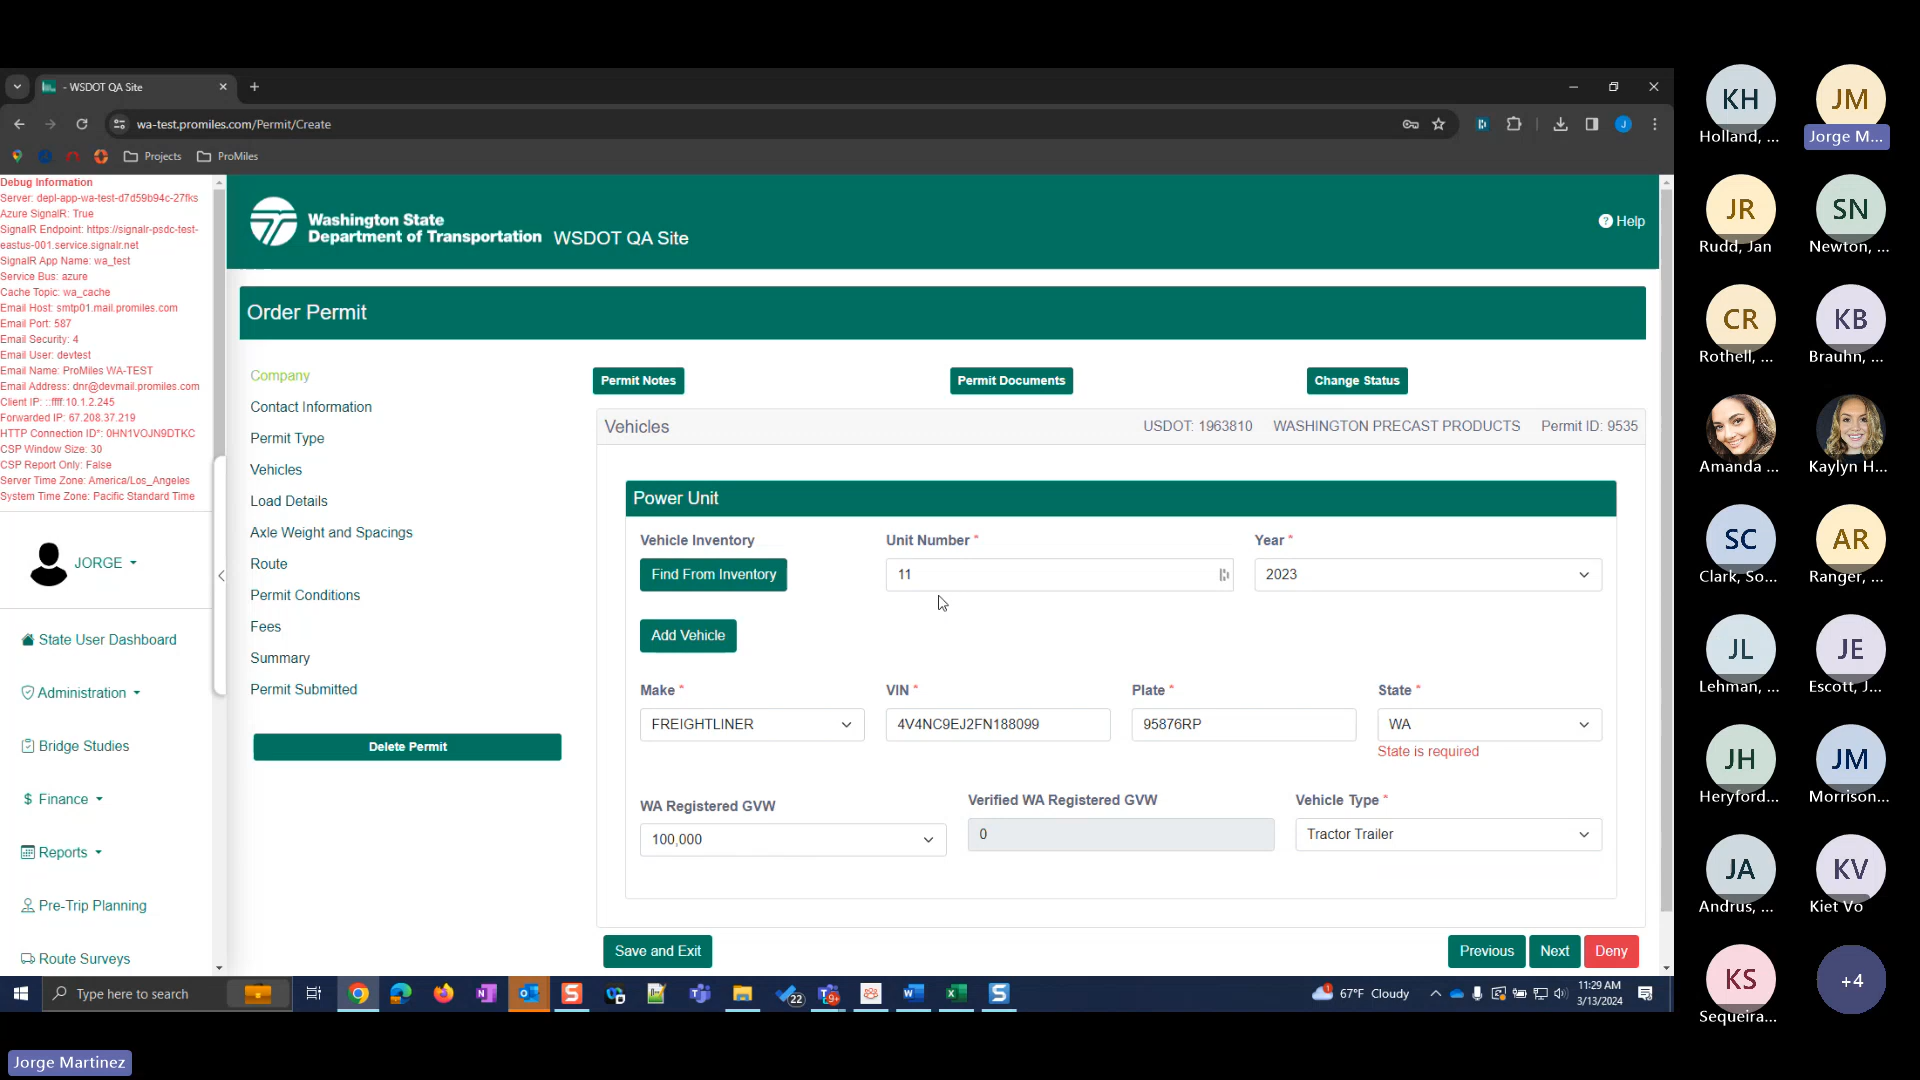 - WSDOT QA Site
wa-test.promiles.com/Permit/Create
Projects
ProMiles
Debug Information
Server: depl-app-wa-test-d7d59b94c-27fks
Azure SignalR: True
SignalR Endpoint: https://signalr-psdc-test-
eastus-001.service.signalr.net
SignalR App Name: wa_test
Service Bus: azure
Cache Topic: wa_cache
Email Host: smtp01.mail.promiles.com
Email Port: 587
Email Security: 4
Email User: devtest
Email Name: ProMiles WA-TEST
Email Address: dnr@devmail.promiles.com
Client IP: ::ffff:10.1.2.245
Forwarded IP: 67.208.37.219
HTTP Connection ID*: 0HN1VOJN9DTKC
CSP Window Size: 30
CSP Report Only: False
Server Time Zone: America/Los_Angeles
System Time Zone: Pacific Standard Time
JORGE
State User Dashboard
Administration
Bridge Studies
$ Finance
Reports
Pre-Trip Planning
Route Surveys
Washington State
Department of Transportation WSDOT QA Site
Help
Order Permit
Company
Contact Information
Permit Type
Vehicles
Load Details
Axle Weight and Spacings
Route
Permit Conditions
Fees
Summary
Permit Submitted
Delete Permit
Permit Notes
Permit Documents
Change Status
Vehicles
USDOT: 1963810 WASHINGTON PRECAST PRODUCTS Permit ID: 9535
Power Unit
Vehicle Inventory
Unit Number *
Year *
Find From Inventory
11
2023
Add Vehicle
Make *
VIN *
Plate *
State *
FREIGHTLINER
4V4NC9EJ2FN188099
95876RP
WA
State is required
WA Registered GVW
Verified WA Registered GVW
Vehicle Type *
100,000
0
Tractor Trailer
Save and Exit
Previous
Next
Deny
Type here to search
22
9+
67°F Cloudy
11:29 AM
3/13/2024
KH
Holland, ...
JM
Jorge M...
JR
Rudd, Jan
SN
Newton, ...
CR
Rothell, ...
KB
Brauhn, ...
Amanda ...
Kaylyn H...
SC
Clark, So...
AR
Ranger, ...
JL
Lehman, ...
JE
Escott, J...
JH
Heryford...
JM
Morrison...
JA
Andrus, ...
KV
Kiet Vo
KS
Sequeira...
+4
Jorge Martinez